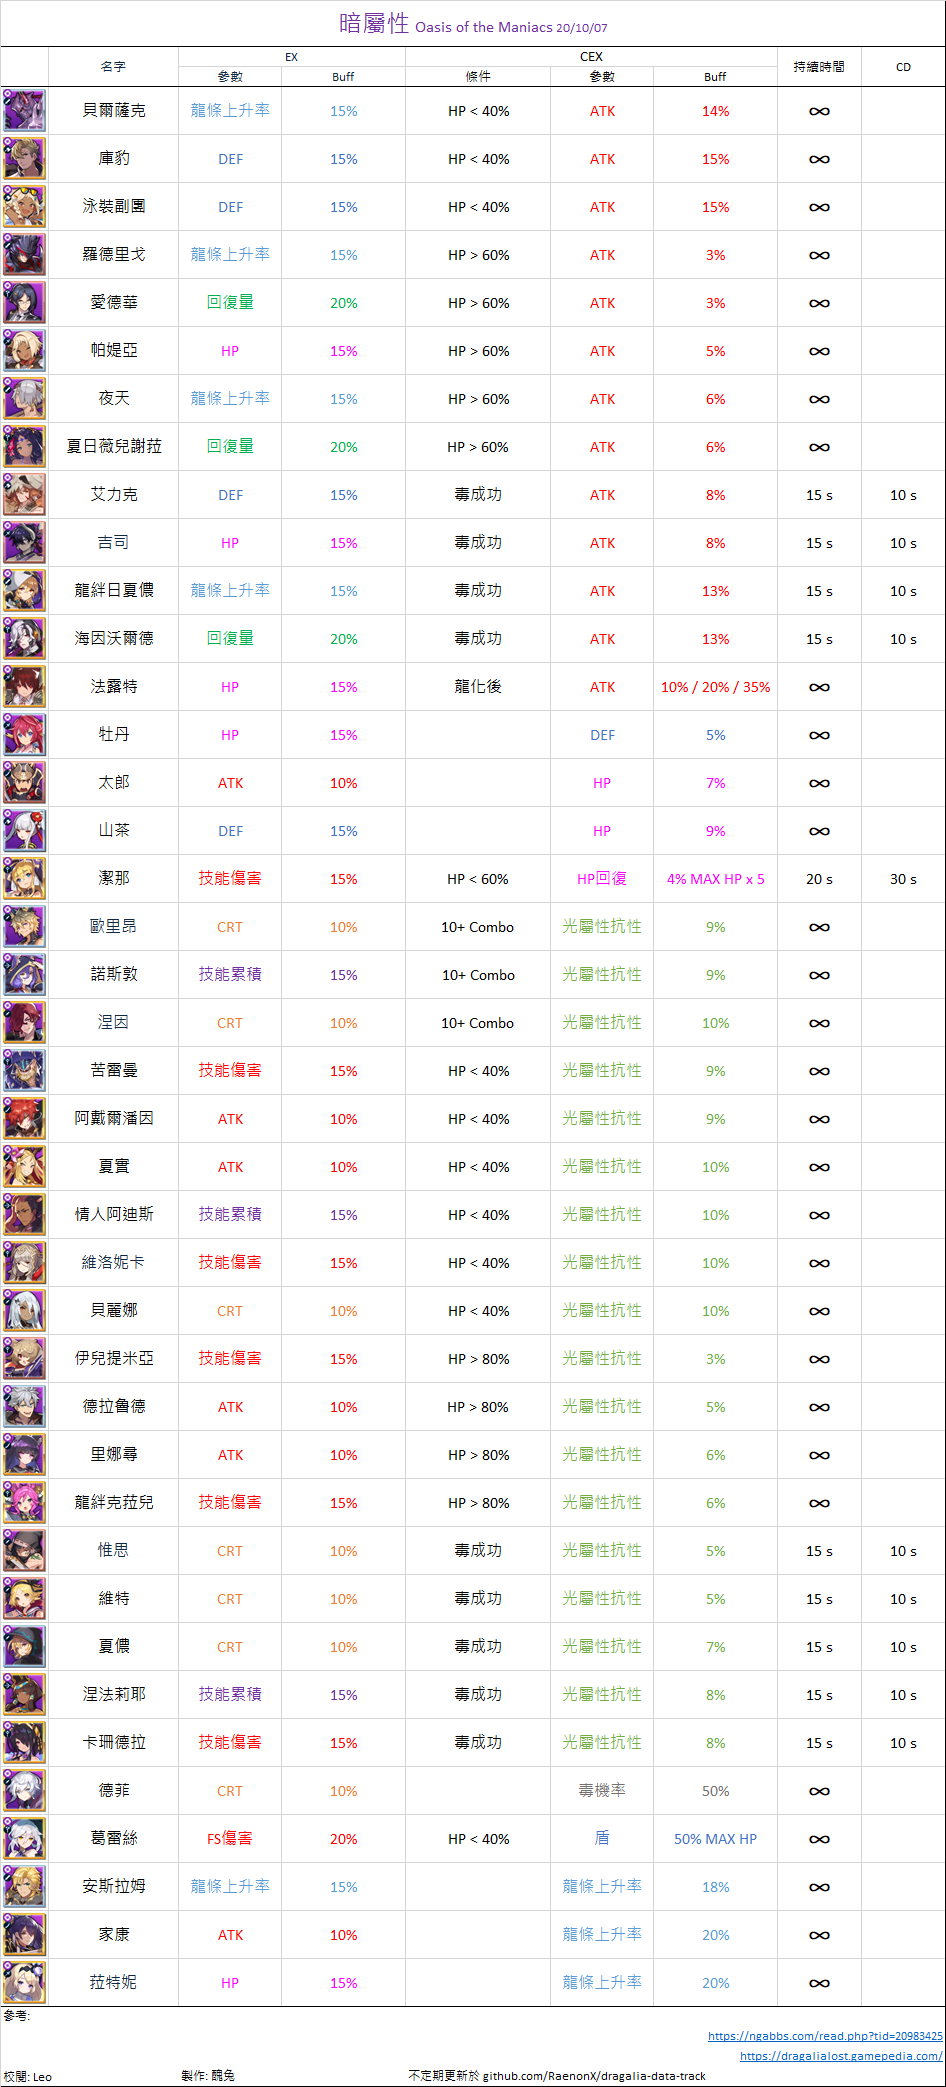 暗屬性 Oasis of the Maniacs 20/10/07
名字 EX CEX 持續時間 CD
參數 Buff 條件 參數 Buff
貝爾薩克 龍條上升率 15% HP < 40% ATK 14% ∞
庫豹 DEF 15% HP < 40% ATK 15% ∞
泳裝副團 DEF 15% HP < 40% ATK 15% ∞
羅德里戈 龍條上升率 15% HP > 60% ATK 3% ∞
愛德華 回復量 20% HP > 60% ATK 3% ∞
帕媞亞 HP 15% HP > 60% ATK 5% ∞
夜天 龍條上升率 15% HP > 60% ATK 6% ∞
夏日薇兒謝菈 回復量 20% HP > 60% ATK 6% ∞
艾力克 DEF 15% 毒成功 ATK 8% 15 s 10 s
吉司 HP 15% 毒成功 ATK 8% 15 s 10 s
龍絆日夏儂 龍條上升率 15% 毒成功 ATK 13% 15 s 10 s
海因沃爾德 回復量 20% 毒成功 ATK 13% 15 s 10 s
法露特 HP 15% 龍化後 ATK 10% / 20% / 35% ∞
牡丹 HP 15% DEF 5% ∞
太郎 ATK 10% HP 7% ∞
山茶 DEF 15% HP 9% ∞
潔那 技能傷害 15% HP < 60% HP回復 4% MAX HP x 5 20 s 30 s
歐里昂 CRT 10% 10+ Combo 光屬性抗性 9% ∞
諾斯敦 技能累積 15% 10+ Combo 光屬性抗性 9% ∞
涅因 CRT 10% 10+ Combo 光屬性抗性 10% ∞
苦雷曼 技能傷害 15% HP < 40% 光屬性抗性 9% ∞
阿戴爾潘因 ATK 10% HP < 40% 光屬性抗性 9% ∞
夏實 ATK 10% HP < 40% 光屬性抗性 10% ∞
情人阿迪斯 技能累積 15% HP < 40% 光屬性抗性 10% ∞
維洛妮卡 技能傷害 15% HP < 40% 光屬性抗性 10% ∞
貝麗娜 CRT 10% HP < 40% 光屬性抗性 10% ∞
伊兒提米亞 技能傷害 15% HP > 80% 光屬性抗性 3% ∞
德拉魯德 ATK 10% HP > 80% 光屬性抗性 5% ∞
里娜尋 ATK 10% HP > 80% 光屬性抗性 6% ∞
龍絆克菈兒 技能傷害 15% HP > 80% 光屬性抗性 6% ∞
惟思 CRT 10% 毒成功 光屬性抗性 5% 15 s 10 s
維特 CRT 10% 毒成功 光屬性抗性 5% 15 s 10 s
夏儂 CRT 10% 毒成功 光屬性抗性 7% 15 s 10 s
涅法莉耶 技能累積 15% 毒成功 光屬性抗性 8% 15 s 10 s
卡珊德拉 技能傷害 15% 毒成功 光屬性抗性 8% 15 s 10 s
德菲 CRT 10% 毒機率 50% ∞
葛雷絲 FS傷害 20% HP < 40% 盾 50% MAX HP ∞
安斯拉姆 龍條上升率 15% 龍條上升率 18% ∞
家康 ATK 10% 龍條上升率 20% ∞
菈特妮 HP 15% 龍條上升率 20% ∞
參考:
https://ngabbs.com/read.php?tid=20983425
https://dragalialost.gamepedia.com/
校閱: Leo 製作: 醜兔 不定期更新於 github.com/RaenonX/dragalia-data-track